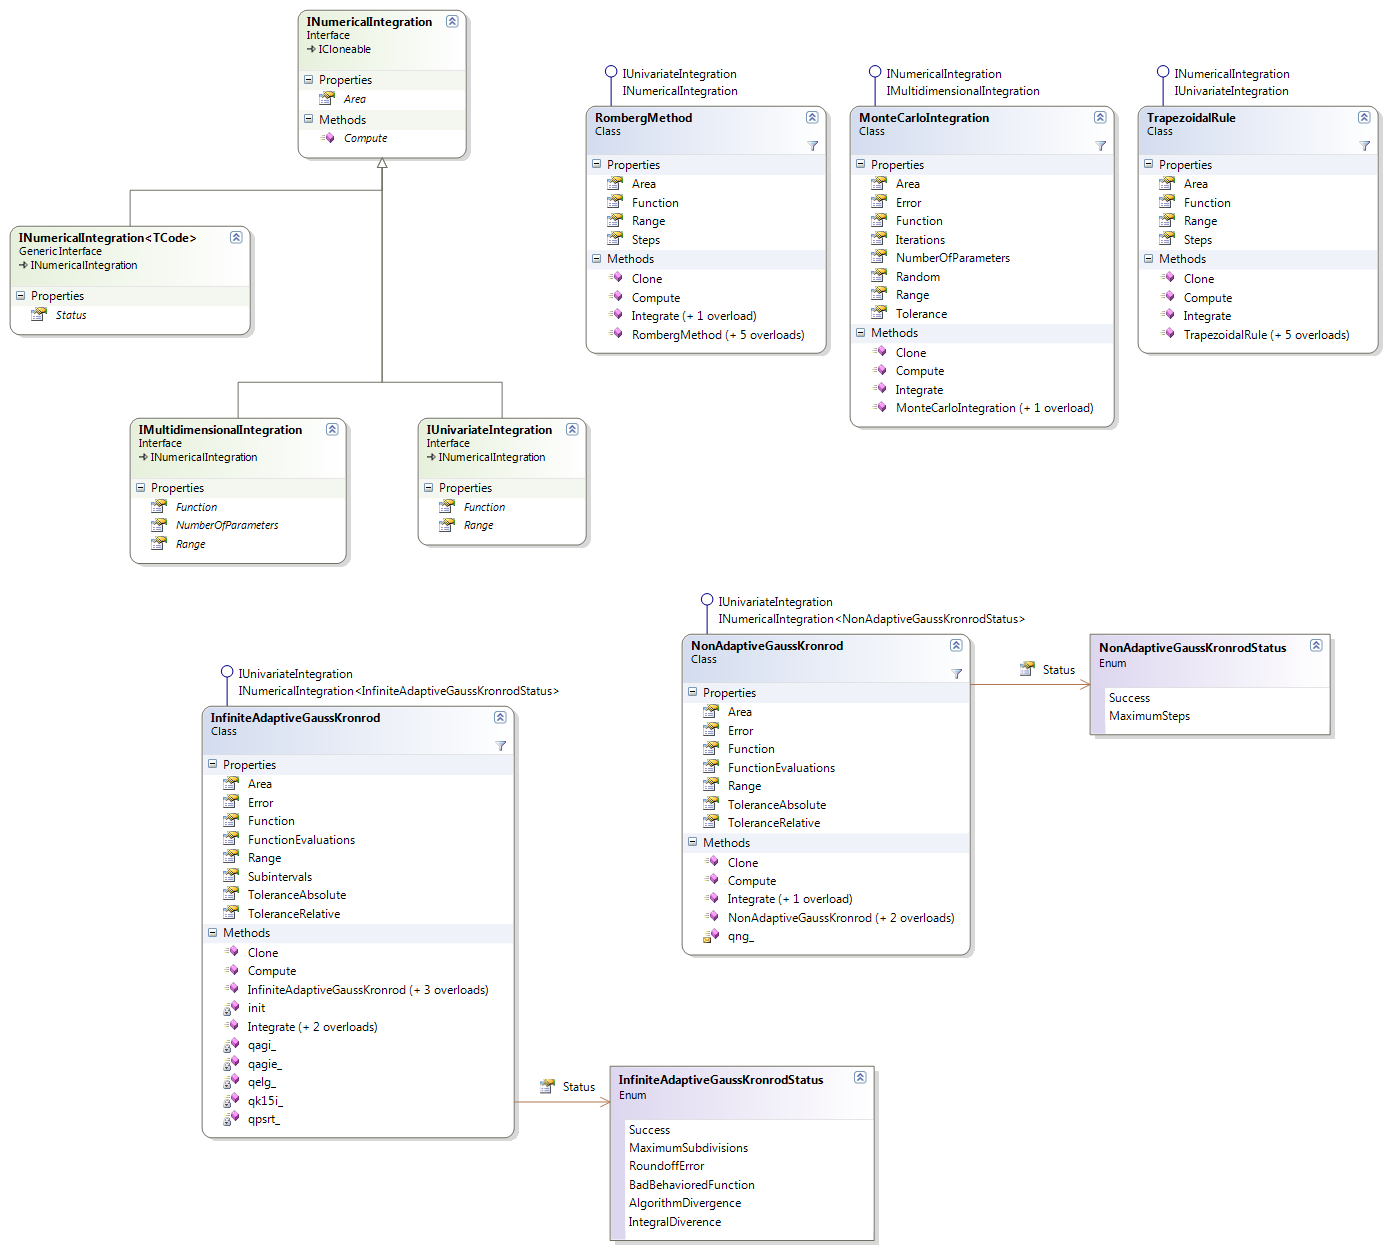 INumericalIntegration
Interface
ICloneable
Properties
Area
Methods
Compute
INumericalIntegration<TCode>
Generic Interface
INumericalIntegration
Properties
Status
IMultidimensionalIntegration
Interface
INumericalIntegration
Properties
Function
NumberOfParameters
Range
IUnivariateIntegration
Interface
INumericalIntegration
Properties
Function
Range
IUnivariateIntegration
INumericalIntegration
RombergMethod
Class
Properties
Area
Function
Range
Steps
Methods
Clone
Compute
Integrate (+ 1 overload)
RombergMethod (+ 5 overloads)
INumericalIntegration
IMultidimensionalIntegration
MonteCarloIntegration
Class
Properties
Area
Error
Function
Iterations
NumberOfParameters
Random
Range
Tolerance
Methods
Clone
Compute
Integrate
MonteCarloIntegration (+ 1 overload)
INumericalIntegration
IUnivariateIntegration
TrapezoidalRule
Class
Properties
Area
Function
Range
Steps
Methods
Clone
Compute
Integrate
TrapezoidalRule (+ 5 overloads)
IUnivariateIntegration
INumericalIntegration<NonAdaptiveGaussKronrodStatus>
NonAdaptiveGaussKronrod
Class
Properties
Area
Error
Function
FunctionEvaluations
Range
ToleranceAbsolute
ToleranceRelative
Methods
Clone
Compute
Integrate (+ 1 overload)
NonAdaptiveGaussKronrod (+ 2 overloads)
qng_
Status
NonAdaptiveGaussKronrodStatus
Enum
Success
MaximumSteps
IUnivariateIntegration
INumericalIntegration<InfiniteAdaptiveGaussKronrodStatus>
InfiniteAdaptiveGaussKronrod
Class
Properties
Area
Error
Function
FunctionEvaluations
Range
Subintervals
ToleranceAbsolute
ToleranceRelative
Methods
Clone
Compute
InfiniteAdaptiveGaussKronrod (+ 3 overloads)
init
Integrate (+ 2 overloads)
qagi_
qagie_
qelg_
qk15i_
qpsrt_
Status
InfiniteAdaptiveGaussKronrodStatus
Enum
Success
MaximumSubdivisions
RoundoffError
BadBehavioredFunction
AlgorithmDivergence
IntegralDiverence